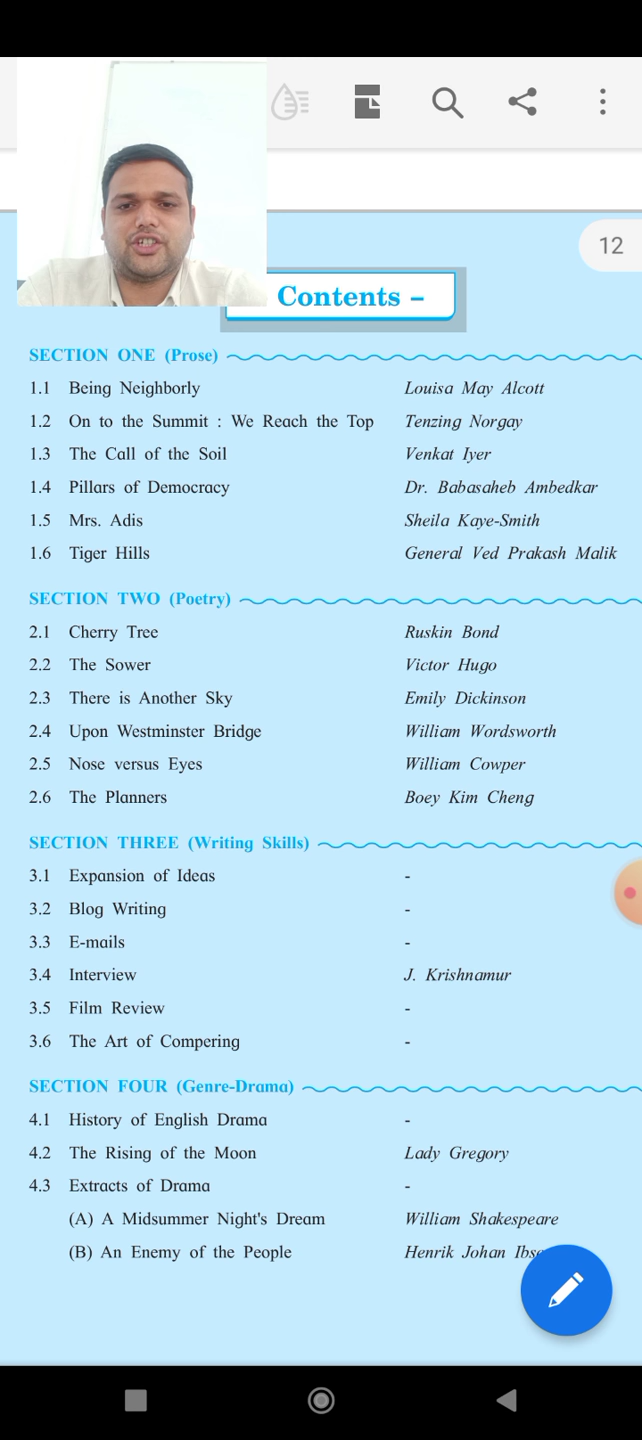 12
Contents –
SECTION ONE (Prose)
1.1 Being Neighborly Louisa May Alcott
1.2 On to the Summit : We Reach the Top Tenzing Norgay
1.3 The Call of the Soil Venkat Iyer
1.4 Pillars of Democracy Dr. Babasaheb Ambedkar
1.5 Mrs. Adis Sheila Kaye-Smith
1.6 Tiger Hills General Ved Prakash Malik
SECTION TWO (Poetry)
2.1 Cherry Tree Ruskin Bond
2.2 The Sower Victor Hugo
2.3 There is Another Sky Emily Dickinson
2.4 Upon Westminster Bridge William Wordsworth
2.5 Nose versus Eyes William Cowper
2.6 The Planners Boey Kim Cheng
SECTION THREE (Writing Skills)
3.1 Expansion of Ideas -
3.2 Blog Writing -
3.3 E-mails -
3.4 Interview J. Krishnamur
3.5 Film Review -
3.6 The Art of Compering -
SECTION FOUR (Genre-Drama)
4.1 History of English Drama -
4.2 The Rising of the Moon Lady Gregory
4.3 Extracts of Drama -
(A) A Midsummer Night's Dream William Shakespeare
(B) An Enemy of the People Henrik Johan